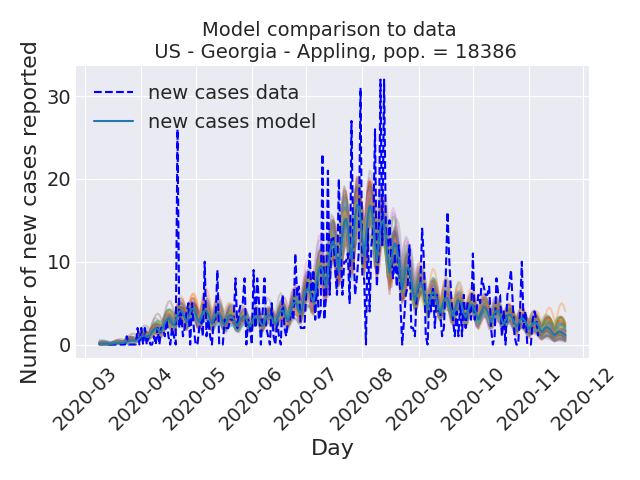 Model comparison to data
US - Georgia - Appling, pop. = 18386
Number of new cases reported
30
20
10
0
new cases data
new cases model
2020-03
2020-04
2020-05
2020-06
2020-07
2020-08
2020-09
2020-10
2020-11
2020-12
Day